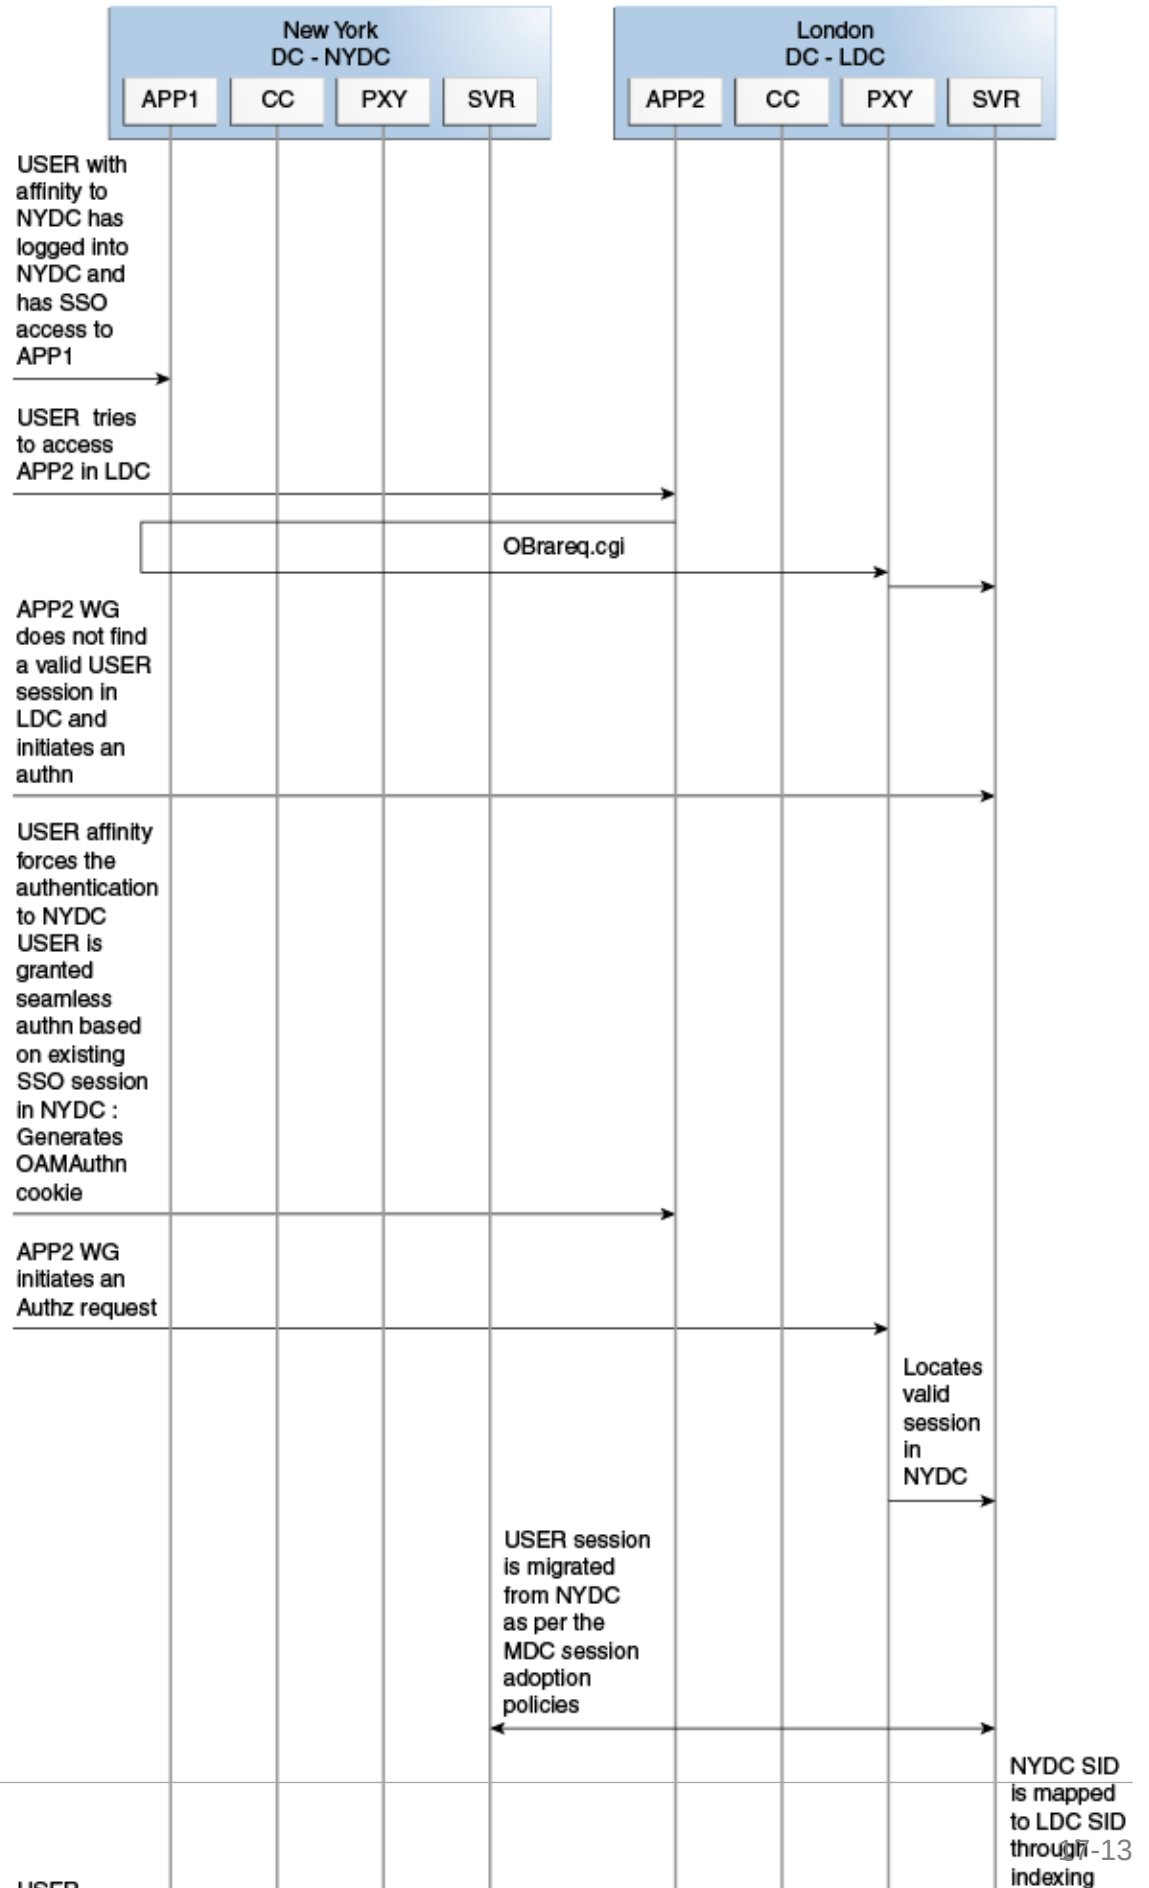 New York
DC - NYDC
London
DC - LDC
APP1
CC
PXY
SVR
APP2
CC
PXY
SVR
USER with
affinity to
NYDC has
logged into
NYDC and
has SSO
access to
APP1
USER tries
to access
APP2 in LDC
OBrareq.cgi
APP2 WG
does not find
a valid USER
session in
LDC and
initiates an
authn
USER affinity
forces the
authentication
to NYDC
USER is
granted
seamless
authn based
on existing
SSO session
in NYDC :
Generates
OAMAuthn
cookie
APP2 WG
initiates an
Authz request
Locates
valid
session
in
NYDC
USER session
is migrated
from NYDC
as per the
MDC session
adoption
policies
NYDC SID
is mapped
to LDC SID
through
indexing
17-13
USER